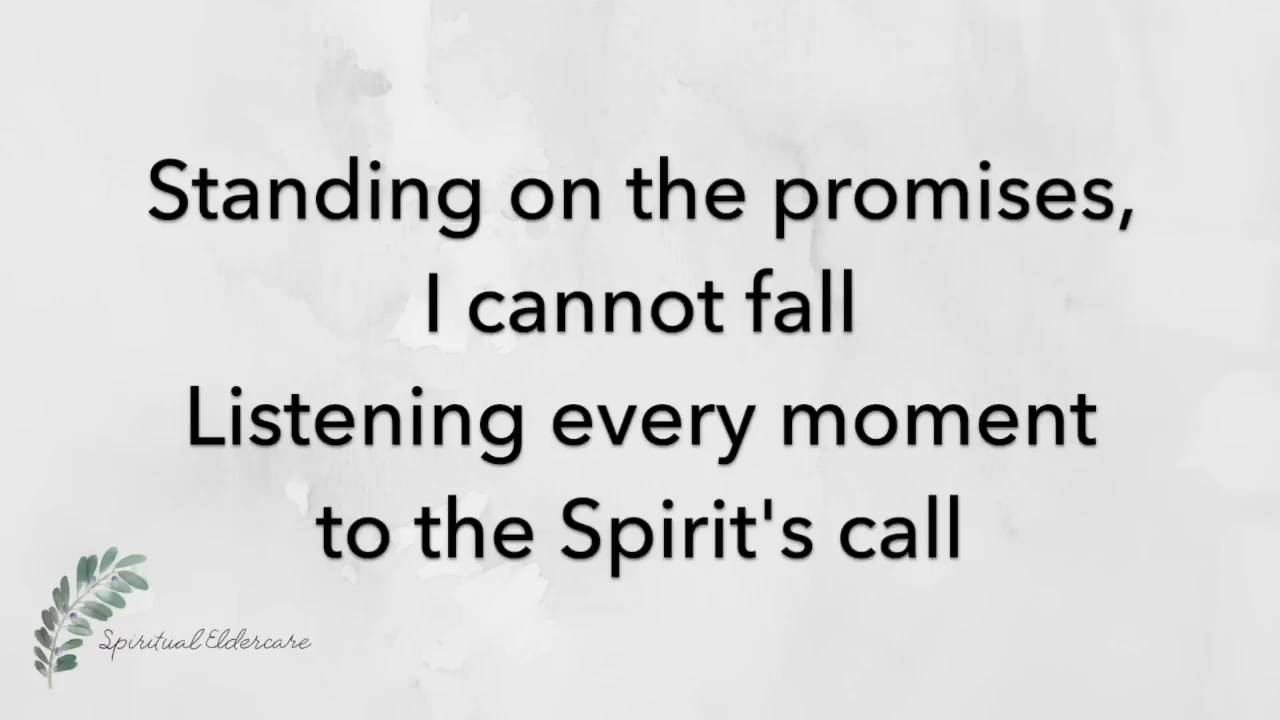 Standing on the promises,
I cannot fall
Listening every moment
to the Spirit's call
Spiritual Eldercare